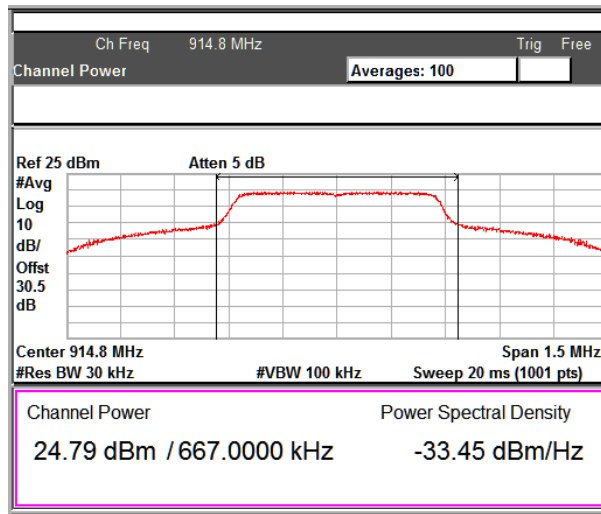 Ch Freq 914.8 MHz Trig Free
Channel Power Averages: 100
Ref 25 dBm Atten 5 dB
#Avg
Log
10
dB/
Offset
30.5
dB
Center 914.8 MHz Span 1.5 MHz
#Res BW 30 kHz #VBW 100 kHz Sweep 20 ms (1001 pts)
Channel Power Power Spectral Density
24.79 dBm / 667.0000 kHz -33.45 dBm/Hz